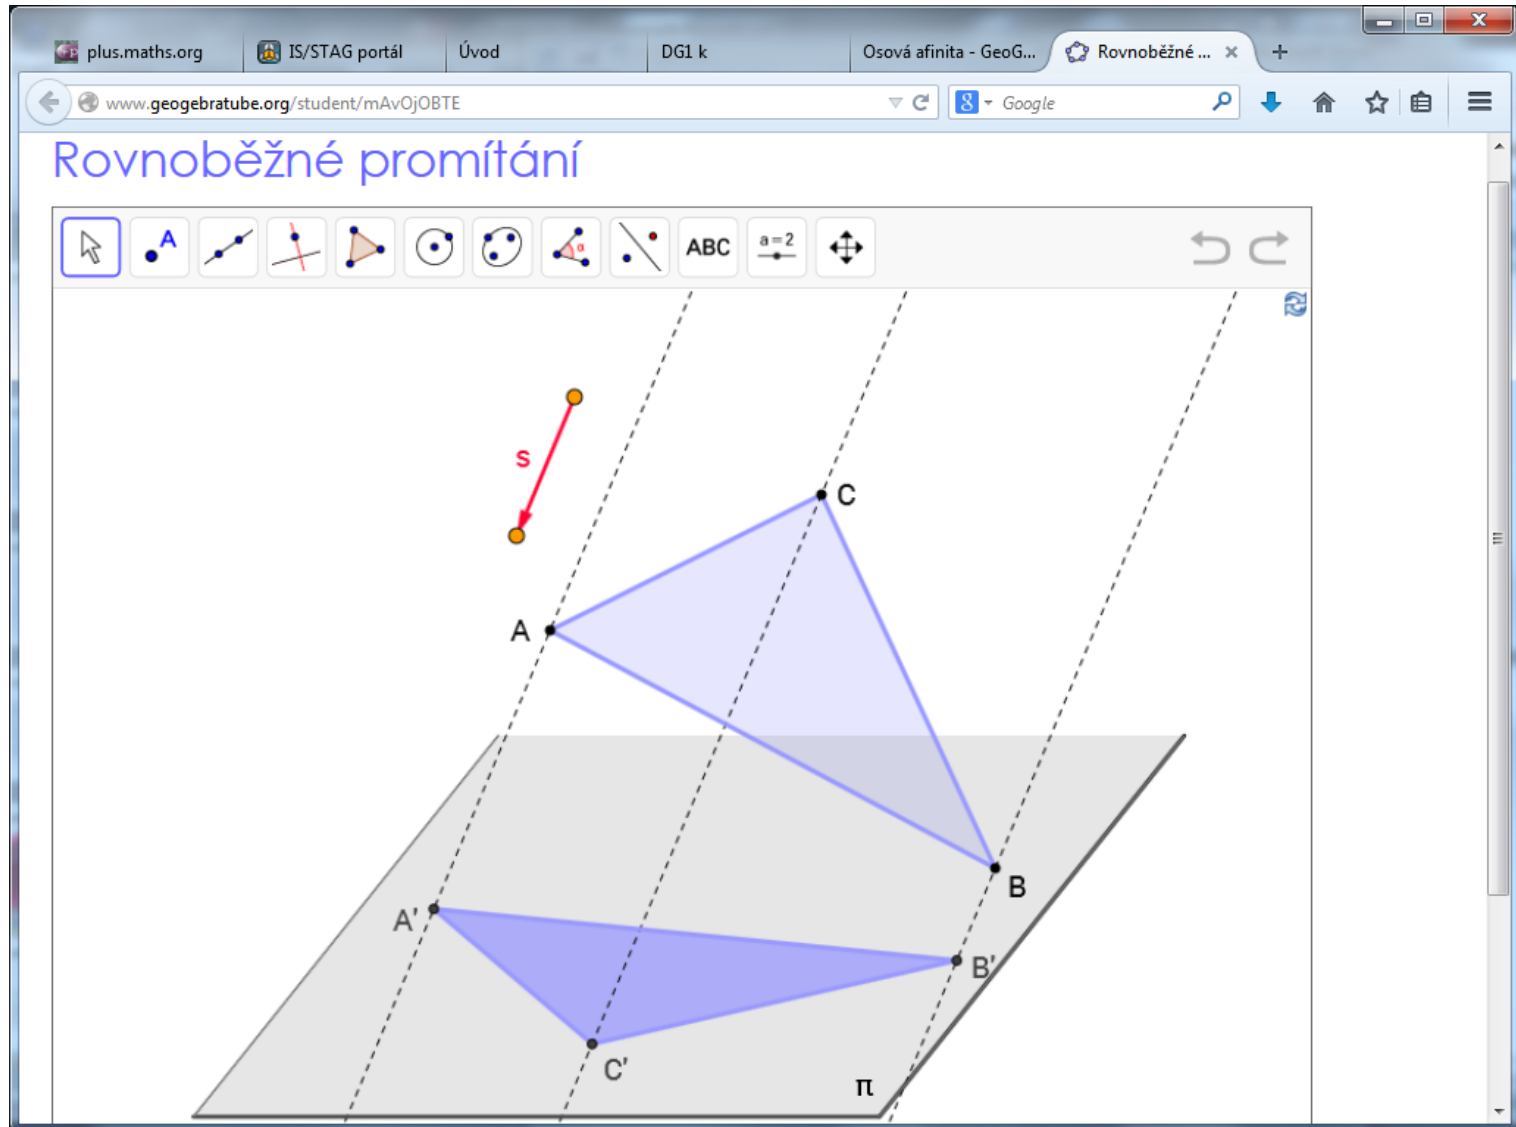 plus.maths.org IS/STAG portál Úvod DG1 k Osová afinita - GeoG... Rovnoběžné ...
www.geogebratube.org/student/mAvOjOBTE Google
Rovnoběžné promítání
A α ABC a=2
s
C
A
B
A'
B'
C'
π